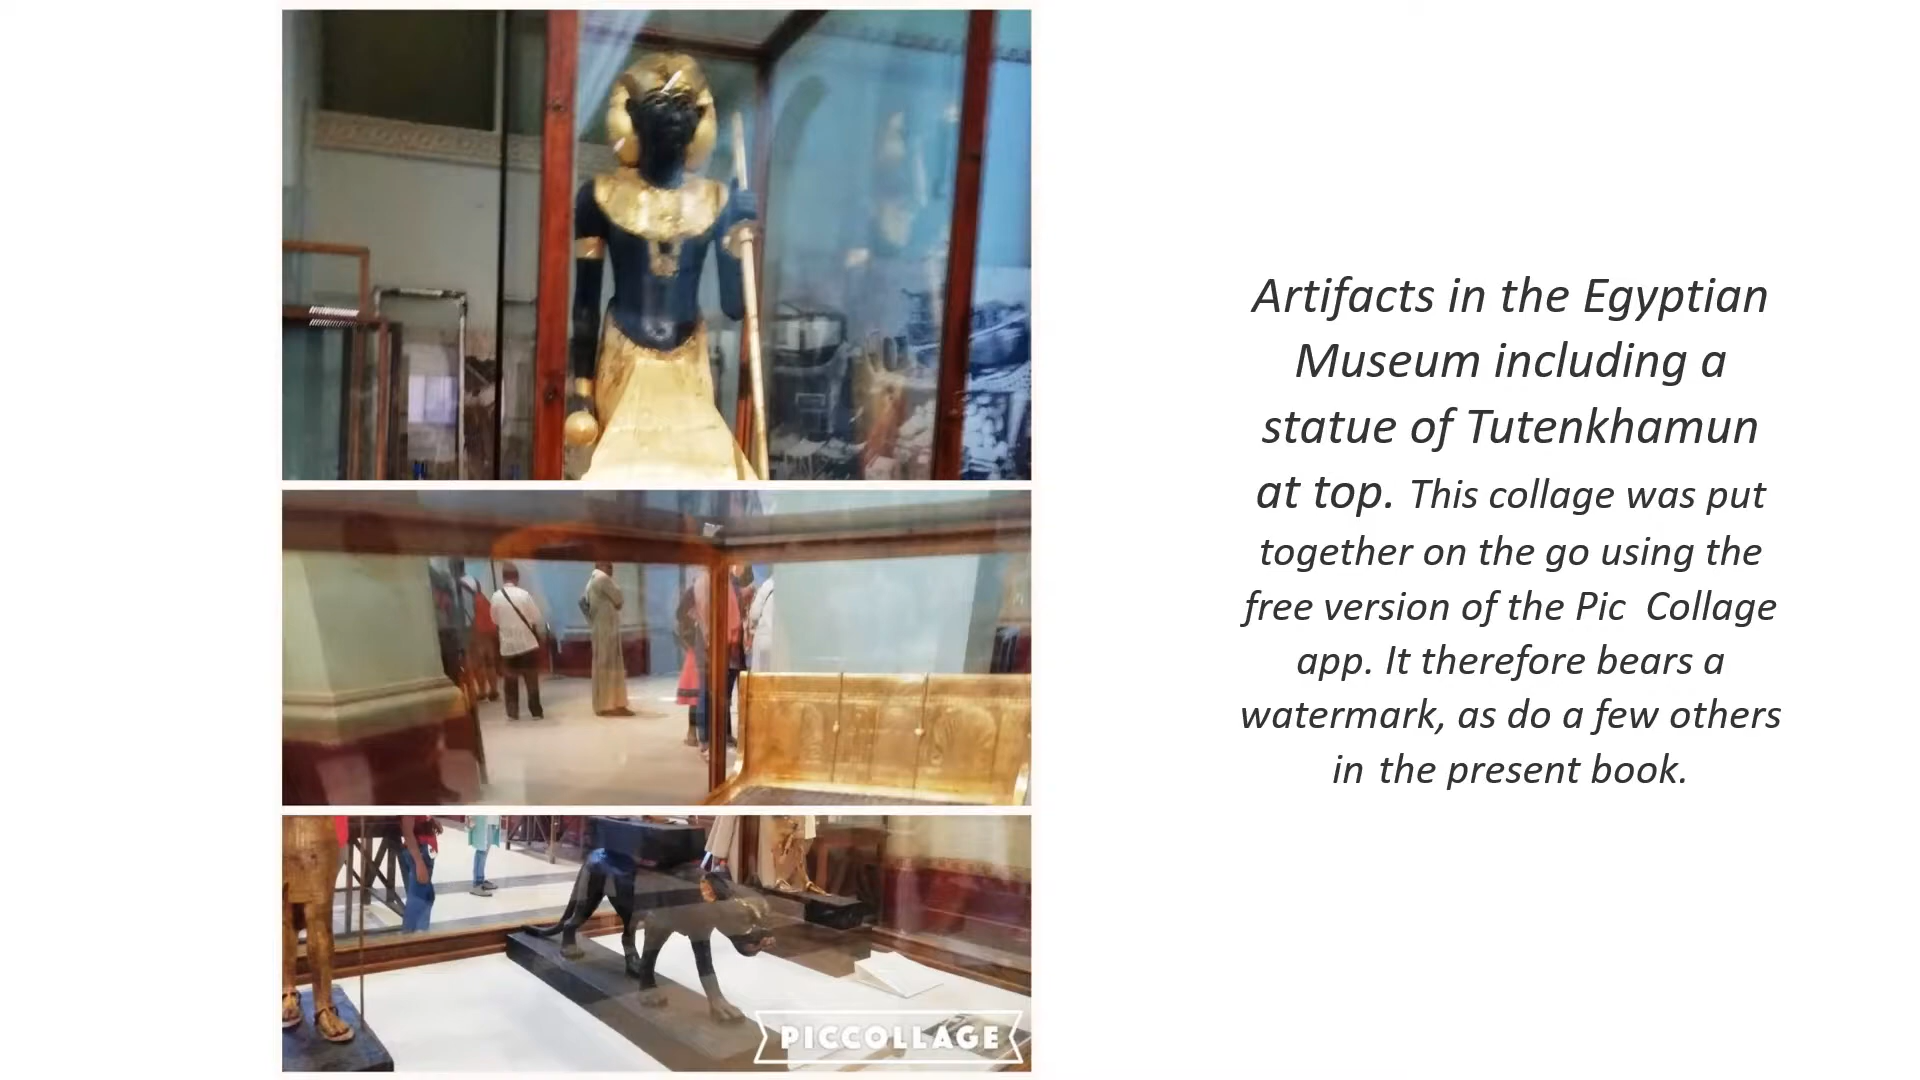 Artifacts in the Egyptian
Museum including a
statue of Tutenkhamun
at top. This collage was put
together on the go using the
free version of the Pic Collage
app. It therefore bears a
watermark, as do a few others
in the present book.
PICCOLLAGE